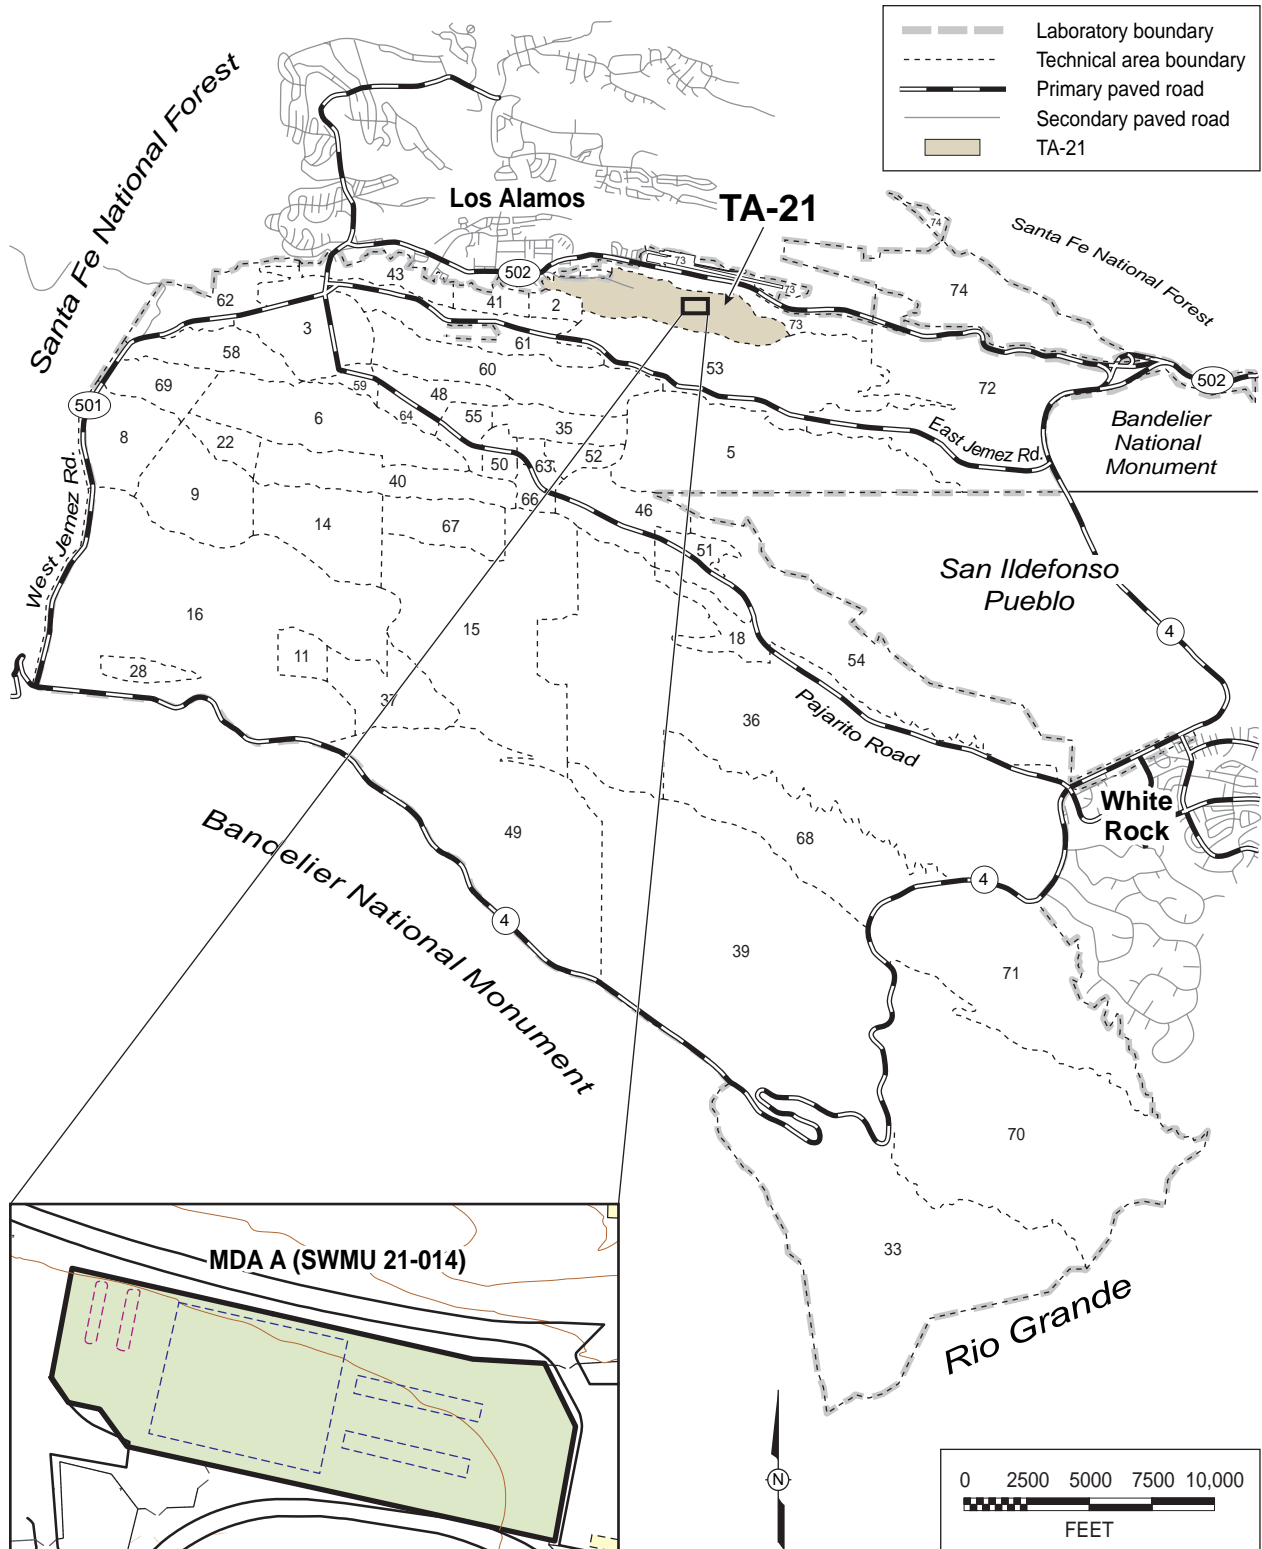 Laboratory boundary
Technical area boundary
Primary paved road
Secondary paved road
TA-21
Santa Fe National Forest
Los Alamos
TA-21
Santa Fe National Forest
74
74
73
73
73
502
43
62
41
2
3
61
58
53
60
69
59
72
502
501
48
64
55
6
8
35
22
East Jemez Rd.
Bandelier
National
Monument
5
50
63
52
40
9
66
46
14
67
51
West Jemez Rd.
San Ildefonso
Pueblo
16
15
18
4
11
54
28
37
36
Pajarito Road
White
Rock
49
68
Bandelier National Monument
4
4
39
71
70
33
Rio Grande
MDA A (SWMU 21-014)
N
0 2500 5000 7500 10,000
FEET